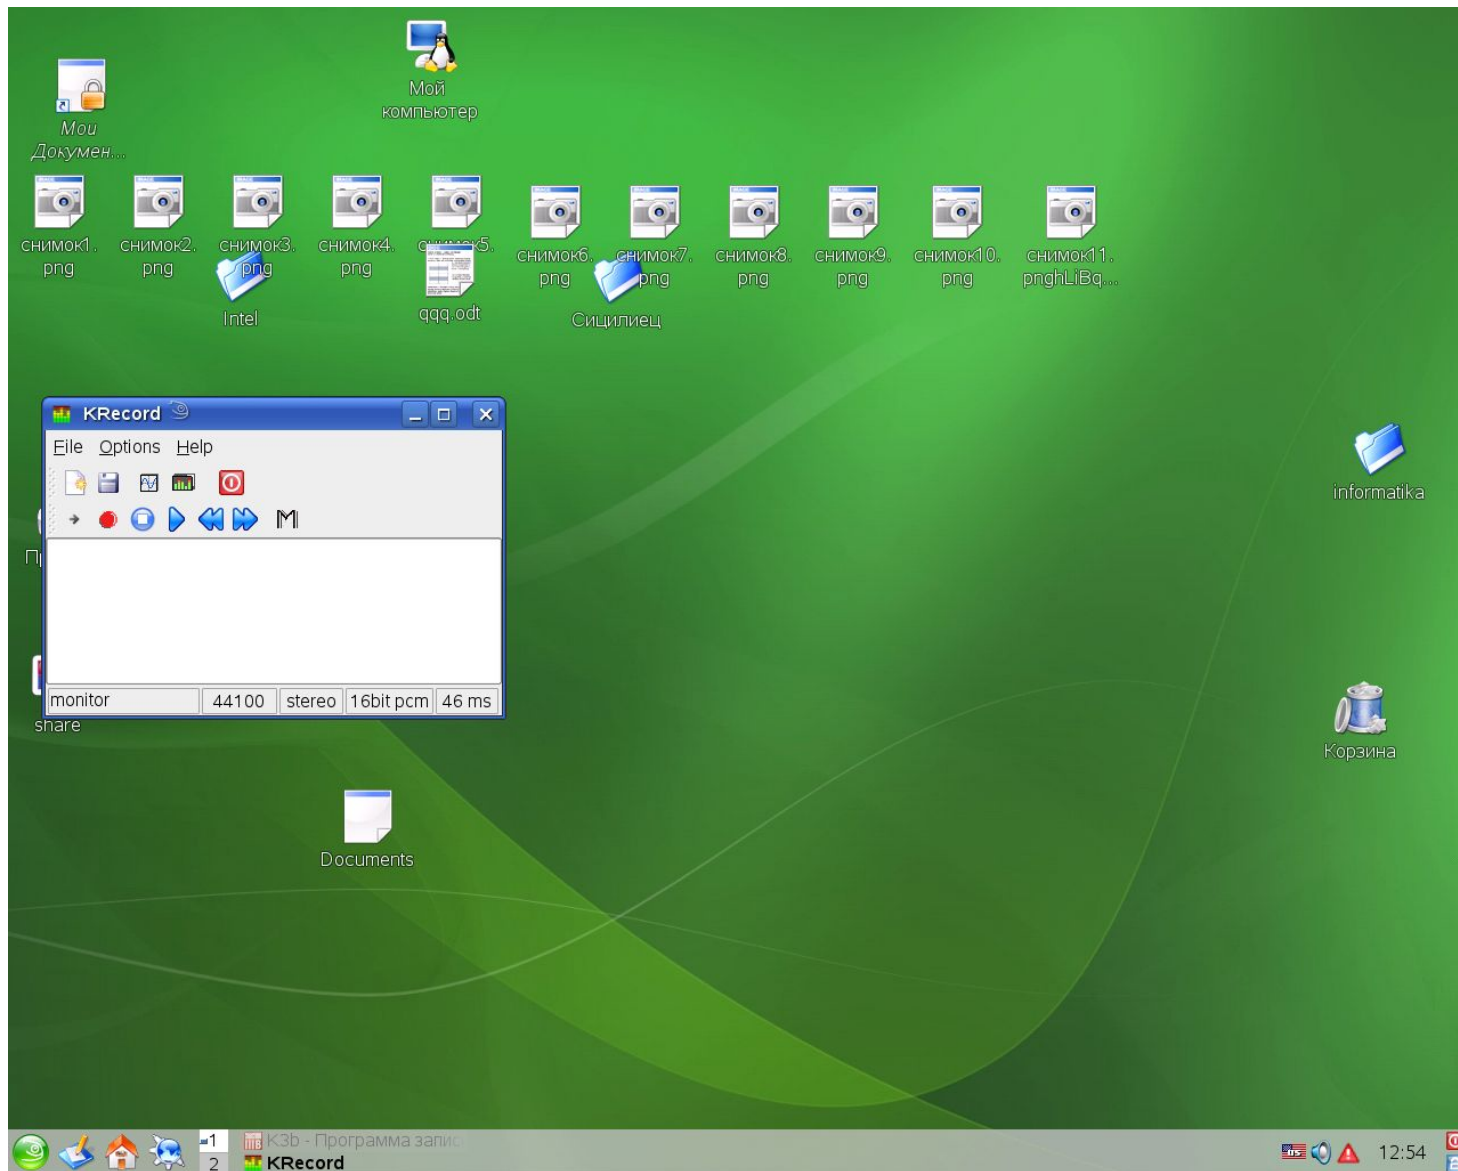 Мой
компьютер
Мои
Докумен...
снимок1.
png
снимок2.
png
снимок3.
png
снимок4.
png
снимок5.
снимок6.
png
снимок7.
png
снимок8.
png
снимок9.
png
снимок10.
png
снимок11.
pnghLiBq...
Intel
qqq.odt
Сицилиец
KRecord
File Options Help
informatika
monitor 44100 stereo 16bit pcm 46 ms
share
Корзина
Documents
1 K3b - Программа запис
2 KRecord
12:54